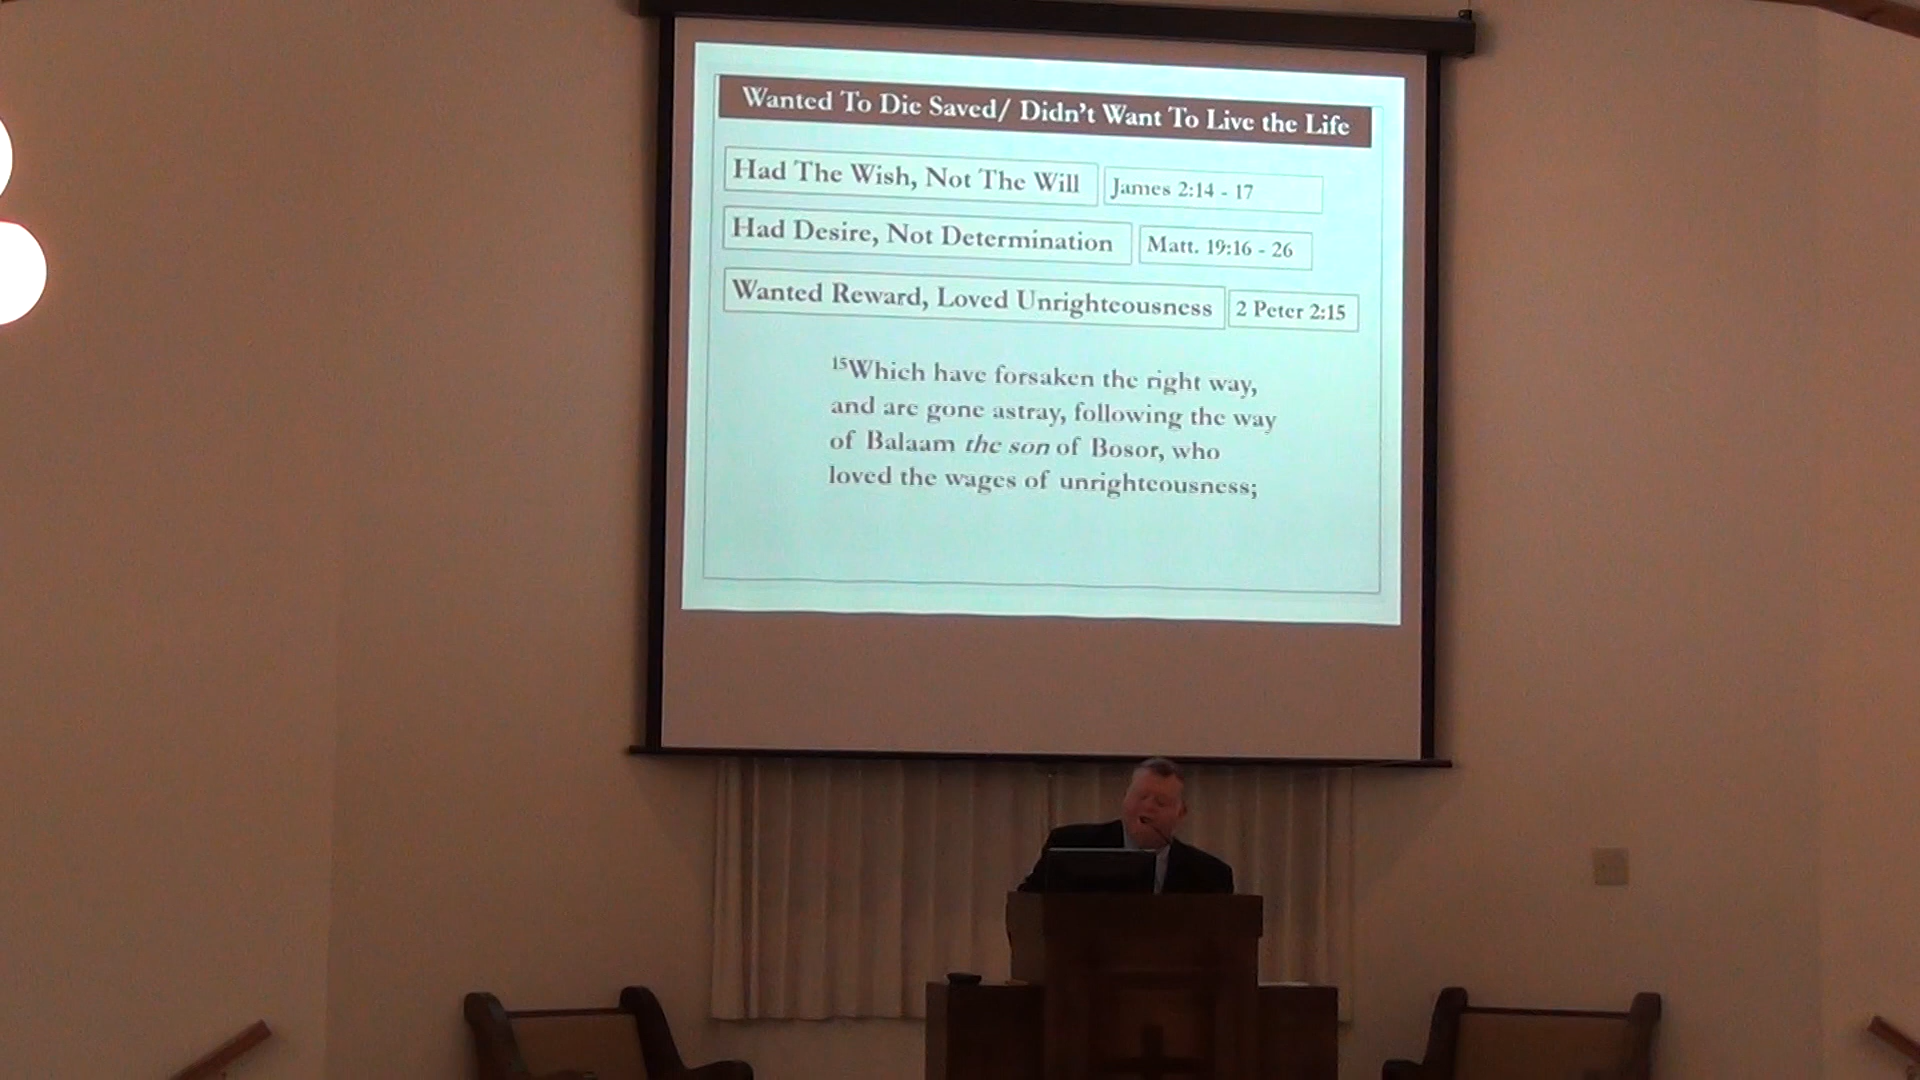 Wanted To Die Saved/ Didn't Want To Live the Life
Had The Wish, Not The Will James 2:14 - 17
Had Desire, Not Determination Matt. 19:16 - 26
Wanted Reward, Loved Unrighteousness 2 Peter 2:15
15Which have forsaken the right way,
and are gone astray, following the way
of Balaam the son of Bosor, who
loved the wages of unrighteousness;